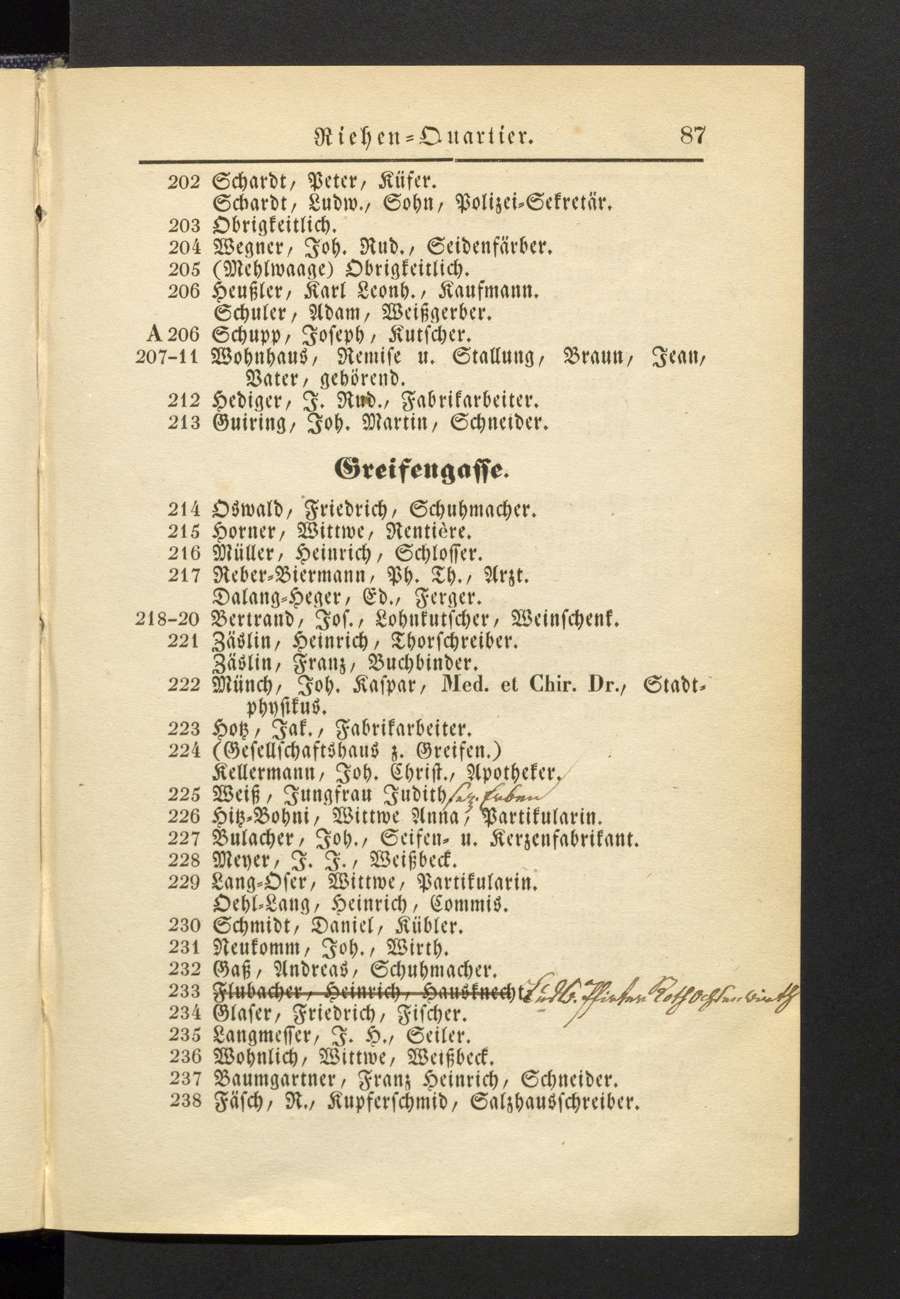 Riehen-Quartier. 87
202 Schardt, Peter, Küfer.
Schardt, Ludw., Sohn, Polizei-Sekretär.
203 Obrigkeitlich.
204 Wegner, Joh. Rud., Seidenfärber.
205 (Mehlwaage) Obrigkeitlich.
206 Heußler, Karl Leonh., Kaufmann.
Schuler, Adam, Weißgerber.
A 206 Schupp, Joseph, Kutscher.
207-11 Wohnhaus, Remise u. Stallung, Braun, Jean,
Vater, gehörend.
212 Hediger, J. Rud., Fabrikarbeiter.
213 Guiring, Joh. Martin, Schneider.
Greifengasse.
214 Oswald, Friedrich, Schuhmacher.
215 Horner, Wittwe, Rentière.
216 Müller, Heinrich, Schlosser.
217 Reber-Biermann, Ph. Th., Arzt.
Dalang-Heger, Ed., Ferger.
218-20 Bertrand, Jos., Lohnkutscher, Weinschenk.
221 Zäslin, Heinrich, Thorschreiber.
Zäslin, Franz, Buchbinder.
222 Münch, Joh. Kaspar, Med. et Chir. Dr., Stadt-
physikus.
223 Hotz, Jak., Fabrikarbeiter.
224 (Gesellschaftshaus z. Greifen.)
Kellermann, Joh. Christ., Apotheker.
225 Weiß, Jungfrau Judith sez. Erben
226 Hitz-Bohni, Wittwe Anna, Partikularin.
227 Bulacher, Joh., Seifen- u. Kerzenfabrikant.
228 Meyer, J. J., Weißbeck.
229 Lang-Oser, Wittwe, Partikularin.
Oehl-Lang, Heinrich, Commis.
230 Schmidt, Daniel, Kübler.
231 Neukomm, Joh., Wirth.
232 Gaß, Andreas, Schuhmacher.
233 Flubacher, Heinrich, Hausknecht. Ludw. Roth Ochsenwirth
234 Glaser, Friedrich, Fischer.
235 Langmesser, J. H., Seiler.
236 Wohnlich, Wittwe, Weißbeck.
237 Baumgartner, Franz Heinrich, Schneider.
238 Fäsch, R., Kupferschmid, Salzhausschreiber.